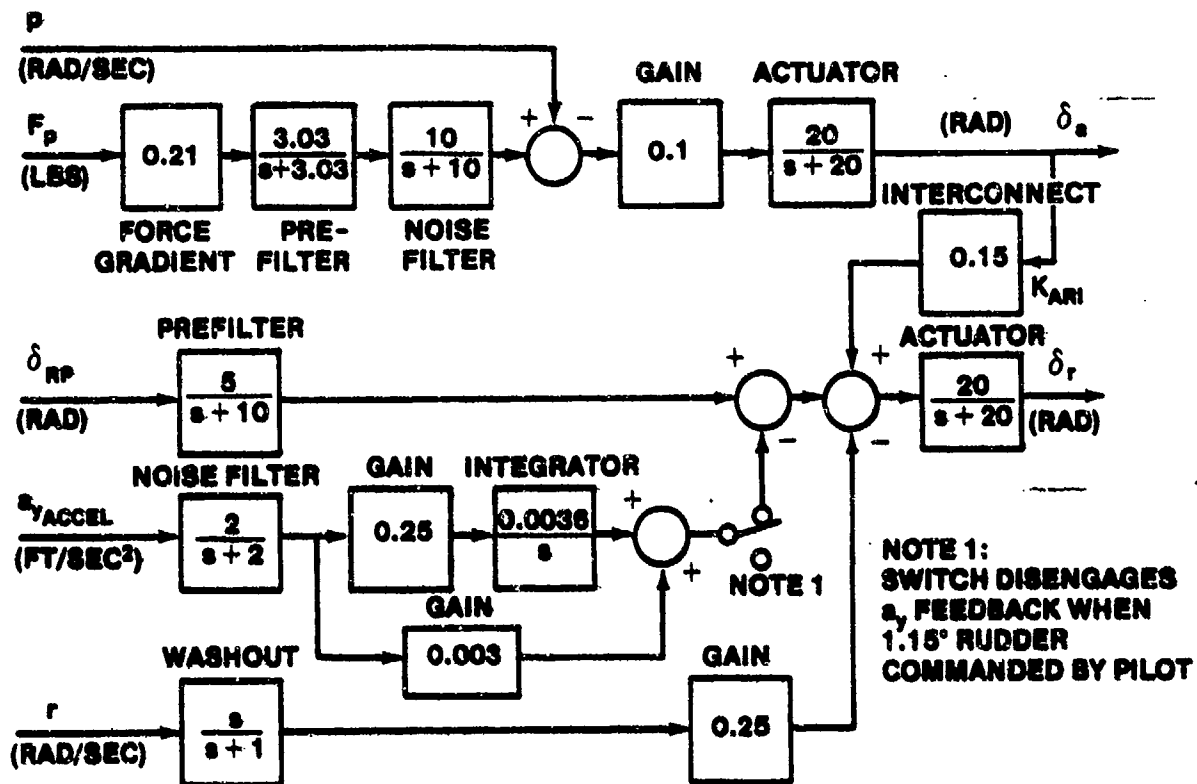 p
(RAD/SEC)
GAIN
ACTUATOR
F_p
(LBS)
0.21
3.03
s+3.03
10
s + 10
+
−
0.1
20
s + 20
(RAD)
δ_a
FORCE
GRADIENT
PRE-
FILTER
NOISE
FILTER
INTERCONNECT
0.15
K_ARI
PREFILTER
ACTUATOR
δ_RP
(RAD)
5
s + 10
+
−
+
−
20
s + 20
δ_r
(RAD)
NOISE FILTER
GAIN
INTEGRATOR
a_yACCEL
(FT/SEC²)
2
s + 2
0.25
0.0036
s
+
+
NOTE 1
GAIN
0.003
NOTE 1:
SWITCH DISENGAGES
a_y FEEDBACK WHEN
1.15° RUDDER
COMMANDED BY PILOT
WASHOUT
GAIN
r
(RAD/SEC)
s
s + 1
0.25